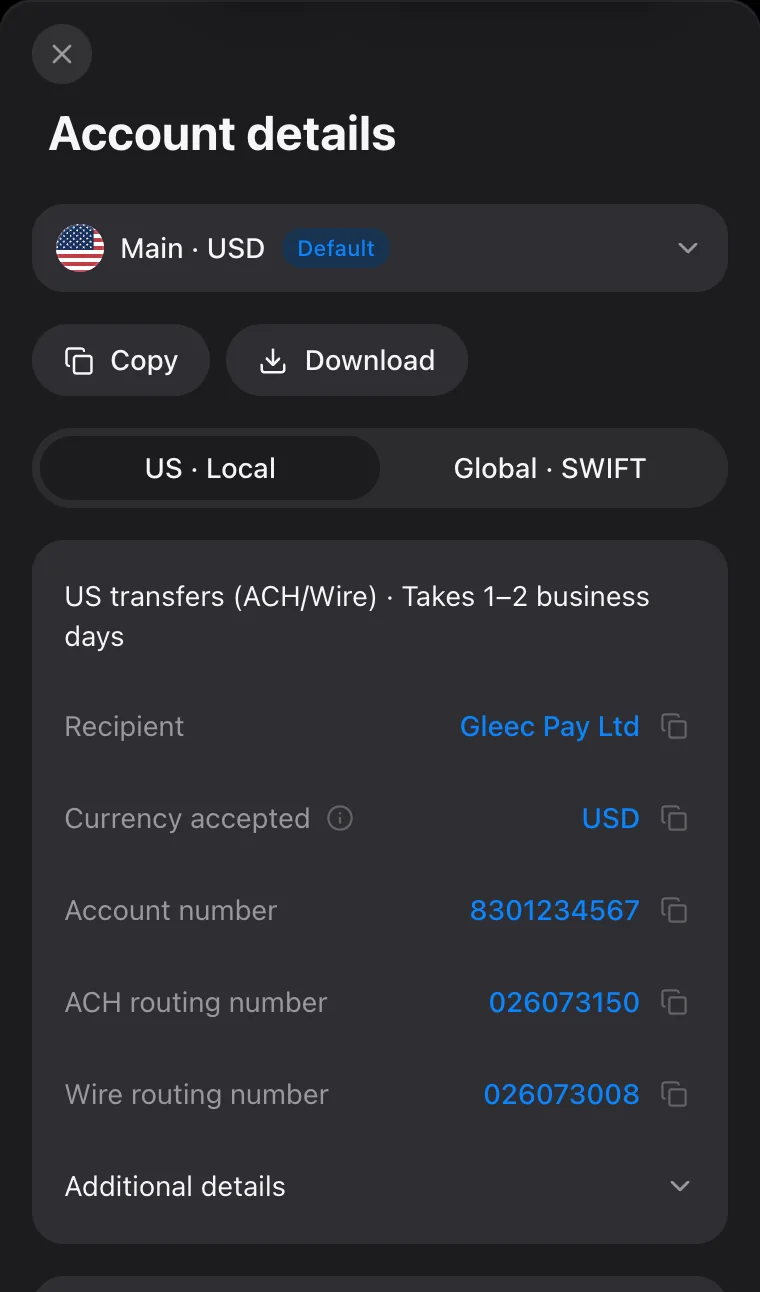 Account details
Main · USD Default
Copy Download
US · Local Global · SWIFT
US transfers (ACH/Wire) · Takes 1–2 business
days
Recipient Gleec Pay Ltd
Currency accepted USD
Account number 8301234567
ACH routing number 026073150
Wire routing number 026073008
Additional details